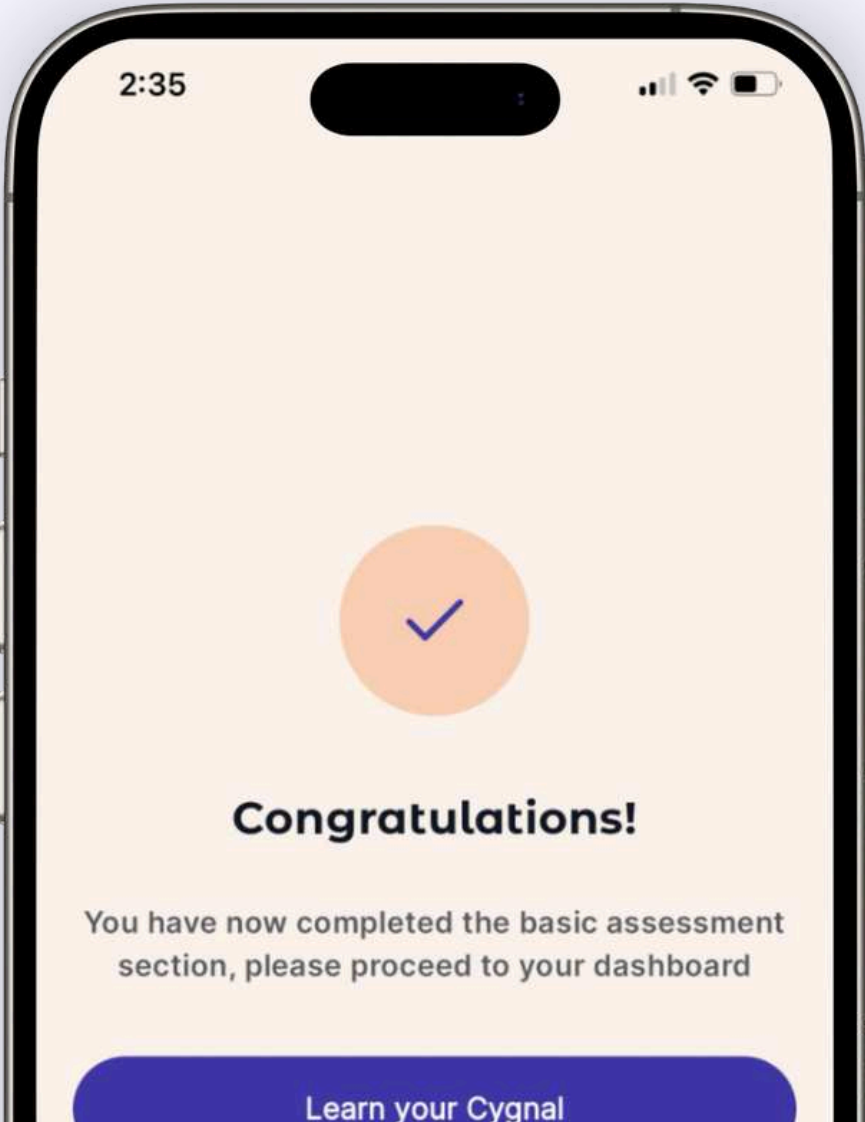 2:35
Congratulations!
You have now completed the basic assessment
section, please proceed to your dashboard
Learn your Cygnal